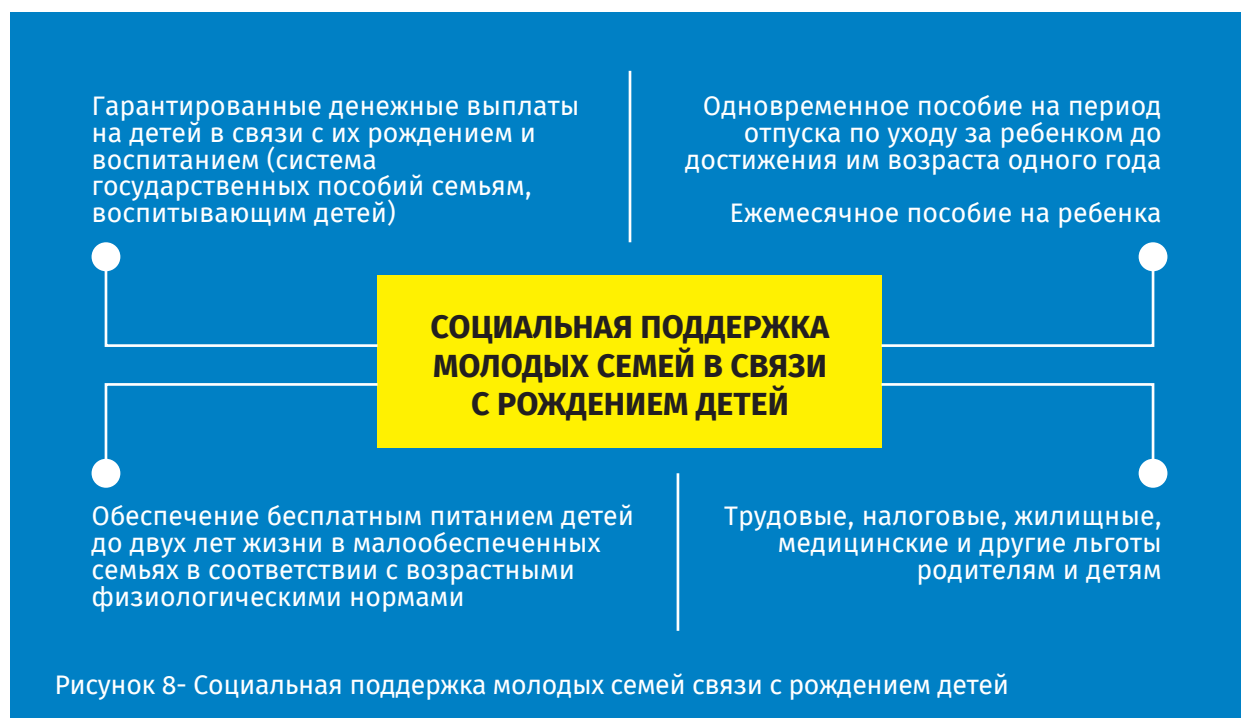 Гарантированные денежные выплаты
на детей в связи с их рождением и
воспитанием (система
государственных пособий семьям,
воспитывающим детей)
Одновременное пособие на период
отпуска по уходу за ребенком до
достижения им возраста одного года
Ежемесячное пособие на ребенка
СОЦИАЛЬНАЯ ПОДДЕРЖКА
МОЛОДЫХ СЕМЕЙ В СВЯЗИ
С РОЖДЕНИЕМ ДЕТЕЙ
Обеспечение бесплатным питанием детей
до двух лет жизни в малообеспеченных
семьях в соответствии с возрастными
физиологическими нормами
Трудовые, налоговые, жилищные,
медицинские и другие льготы
родителям и детям
Рисунок 8- Социальная поддержка молодых семей связи с рождением детей